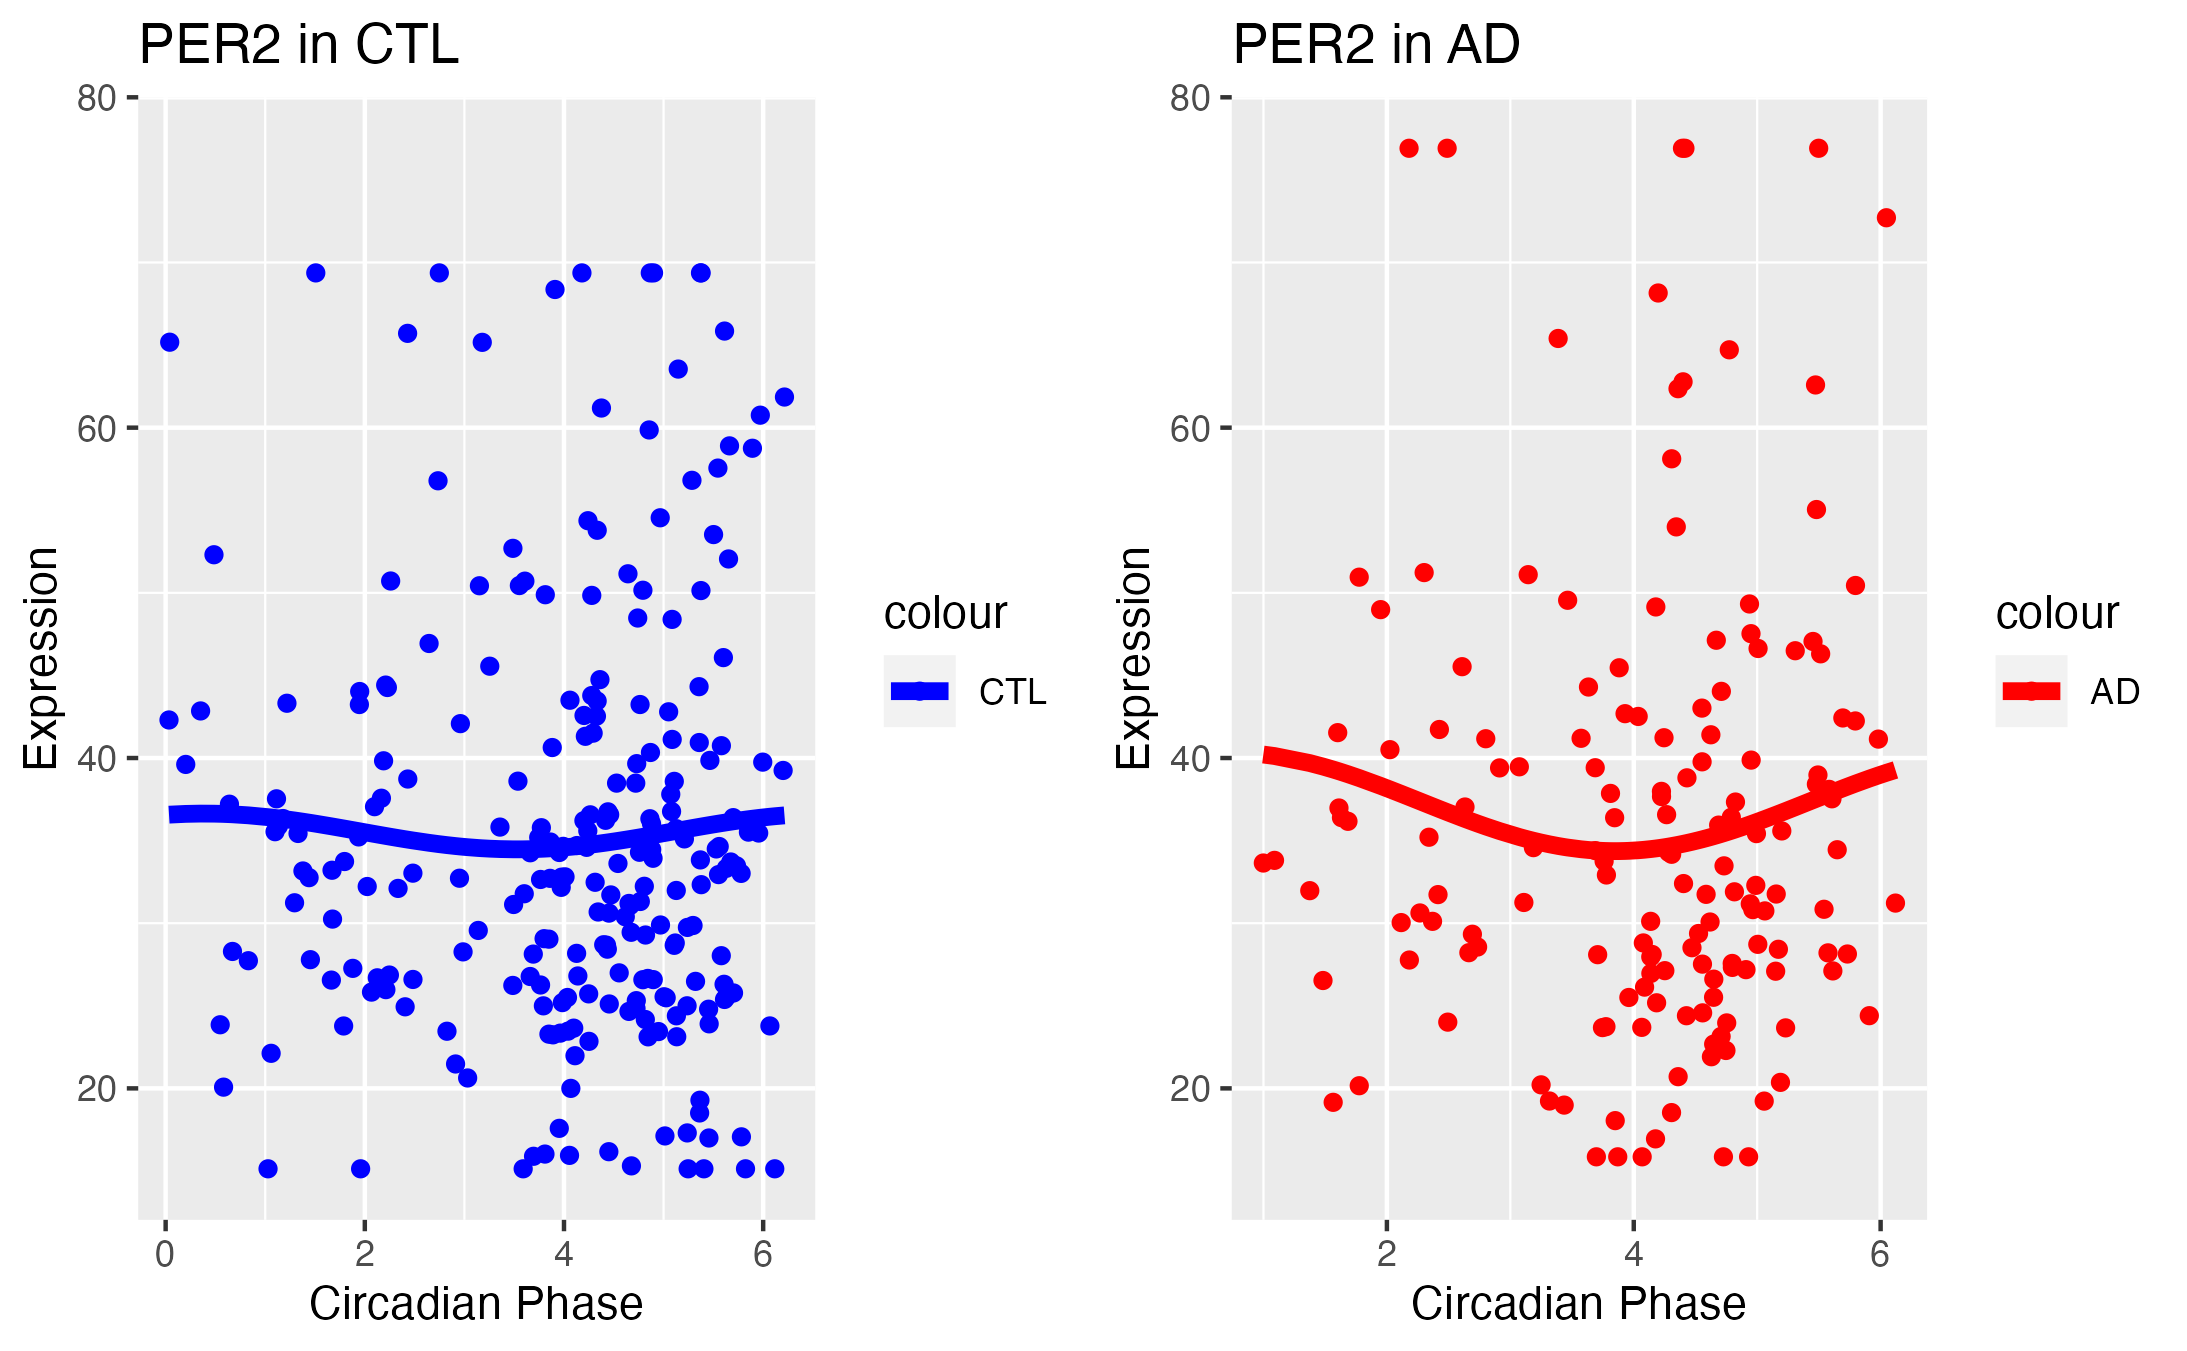 PER2 in CTL
80
60
40
20
Expression
0 2 4 6
Circadian Phase
colour
CTL
PER2 in AD
80
60
40
20
Expression
2 4 6
Circadian Phase
colour
AD